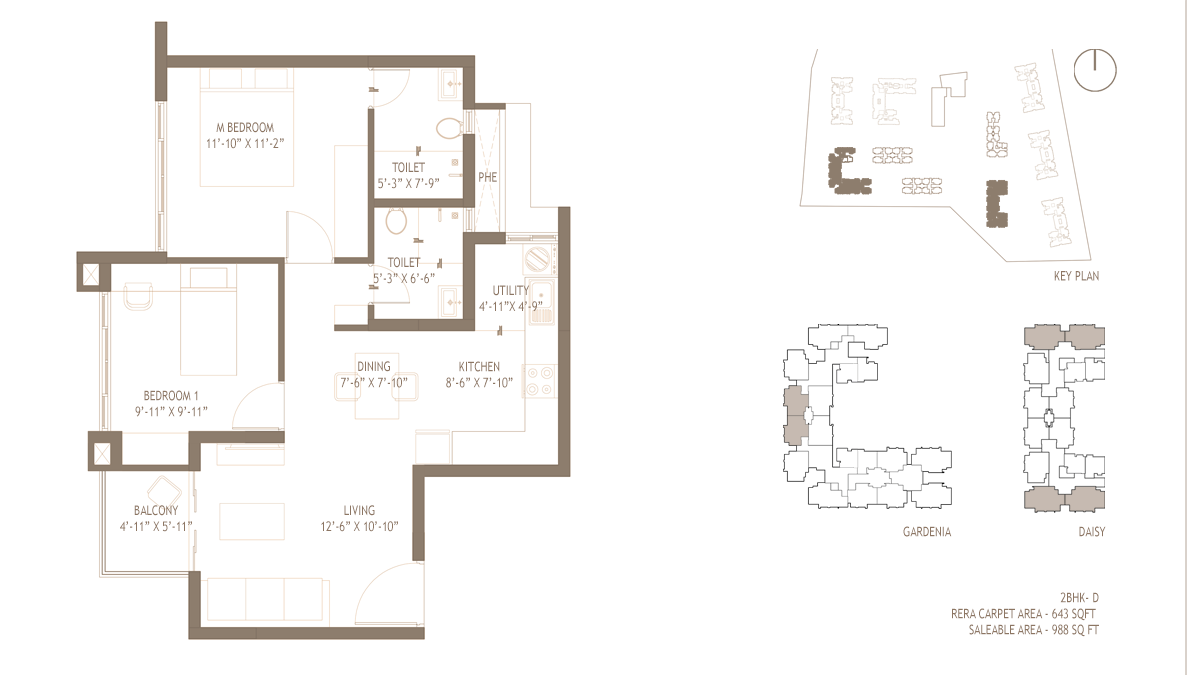 M BEDROOM
11'-10" X 11'-2"
TOILET
5'-3" X 7'-9"
PHE
TOILET
5'-3" X 6'-6"
UTILITY
4'-11"X 4'-9"
BEDROOM 1
9'-11" X 9'-11"
DINING
7'-6" X 7'-10"
KITCHEN
8'-6" X 7'-10"
BALCONY
4'-11" X 5'-11"
LIVING
12'-6" X 10'-10"
KEY PLAN
GARDENIA
DAISY
2BHK- D
RERA CARPET AREA - 643 SQFT
SALEABLE AREA - 988 SQ FT